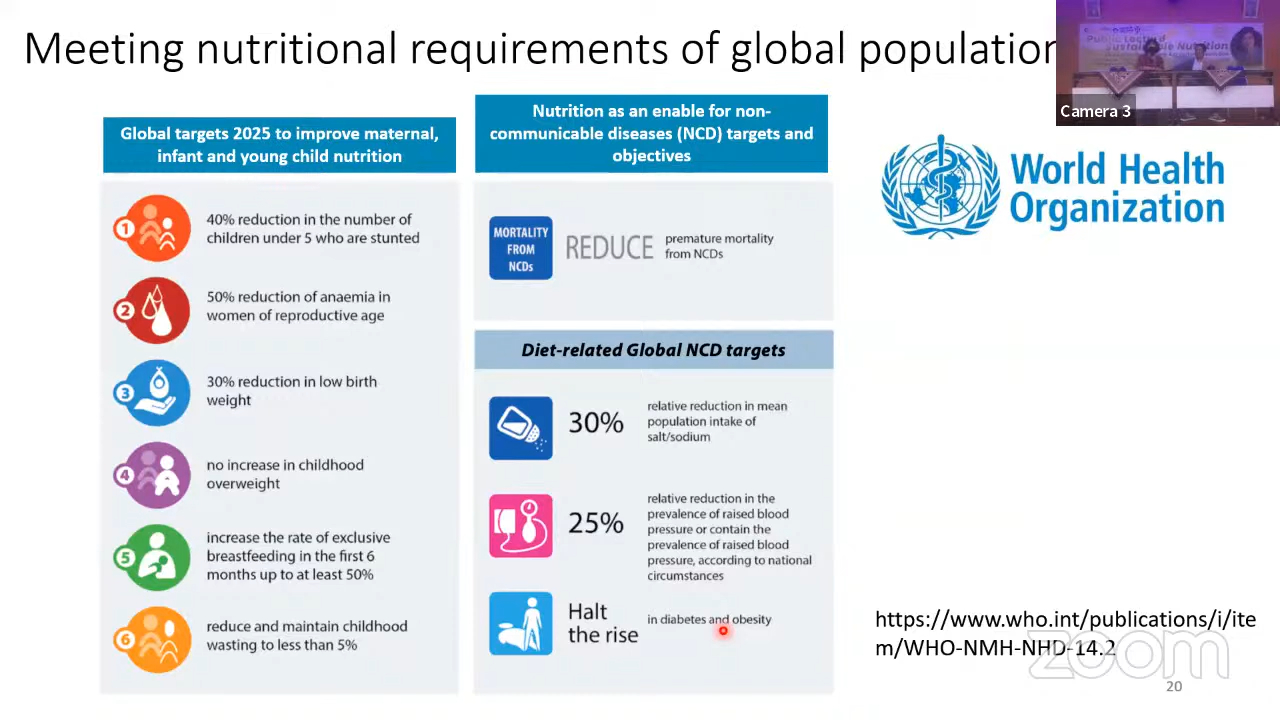 Meeting nutritional requirements of global population
Public Lecture
Sustainable Nutrition
Camera 3
Global targets 2025 to improve maternal,
infant and young child nutrition
1
40% reduction in the number of
children under 5 who are stunted
2
50% reduction of anaemia in
women of reproductive age
3
30% reduction in low birth
weight
4
no increase in childhood
overweight
5
increase the rate of exclusive
breastfeeding in the first 6
months up to at least 50%
6
reduce and maintain childhood
wasting to less than 5%
Nutrition as an enable for non-
communicable diseases (NCD) targets and
objectives
MORTALITY
FROM
NCDs
REDUCE
premature mortality
from NCDs
Diet-related Global NCD targets
30%
relative reduction in mean
population intake of
salt/sodium
25%
relative reduction in the
prevalence of raised blood
pressure or contain the
prevalence of raised blood
pressure, according to national
circumstances
Halt
the rise
in diabetes and obesity
World Health
Organization
https://www.who.int/publications/i/ite
m/WHO-NMH-NHD-14.2
zoom
20